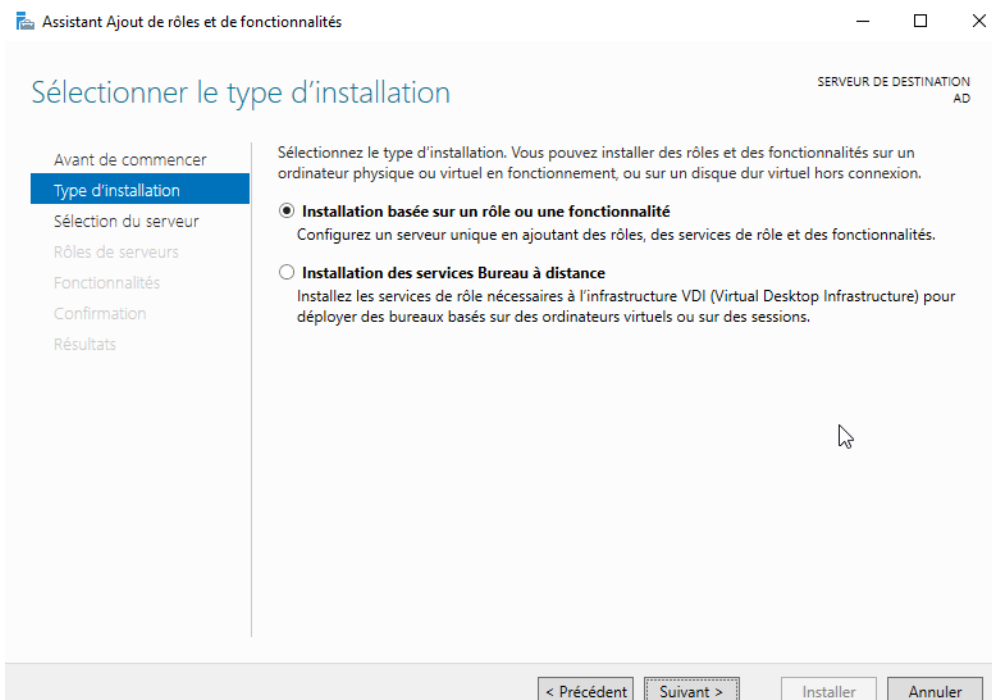 Assistant Ajout de rôles et de fonctionnalités
Sélectionner le type d'installation
SERVEUR DE DESTINATION
AD
Avant de commencer
Type d'installation
Sélection du serveur
Rôles de serveurs
Fonctionnalités
Confirmation
Résultats
Sélectionnez le type d'installation. Vous pouvez installer des rôles et des fonctionnalités sur un
ordinateur physique ou virtuel en fonctionnement, ou sur un disque dur virtuel hors connexion.
Installation basée sur un rôle ou une fonctionnalité
Configurez un serveur unique en ajoutant des rôles, des services de rôle et des fonctionnalités.
Installation des services Bureau à distance
Installez les services de rôle nécessaires à l'infrastructure VDI (Virtual Desktop Infrastructure) pour
déployer des bureaux basés sur des ordinateurs virtuels ou sur des sessions.
< Précédent
Suivant >
Installer
Annuler